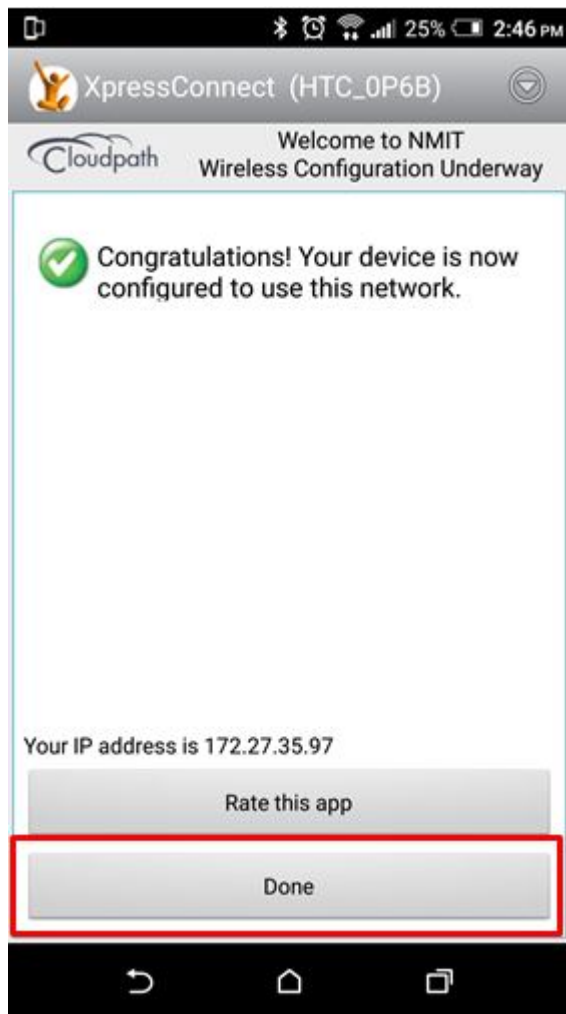 25% 2:46 PM
XpressConnect (HTC_0P6B)
Cloudpath
Welcome to NMIT
Wireless Configuration Underway
Congratulations! Your device is now
configured to use this network.
Your IP address is 172.27.35.97
Rate this app
Done